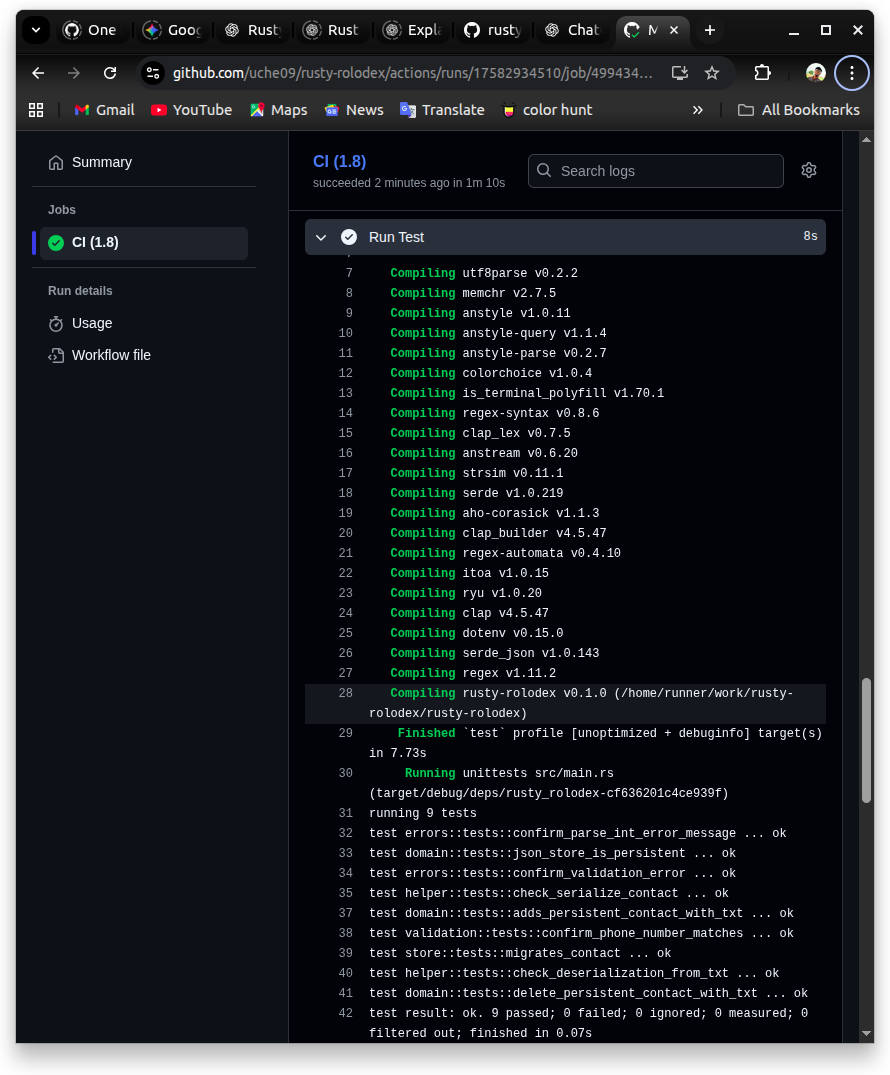 One
Goog
Rusty
Rust
Expla
rusty
Chat
M
github.com/uche09/rusty-rolodex/actions/runs/17582934510/job/499434...
Gmail
YouTube
Maps
News
Translate
color hunt
All Bookmarks
Summary
Jobs
CI (1.8)
Run details
Usage
Workflow file
CI (1.8)
succeeded 2 minutes ago in 1m 10s
Search logs
Run Test
8s
7 Compiling utf8parse v0.2.2
8 Compiling memchr v2.7.5
9 Compiling anstyle v1.0.11
10 Compiling anstyle-query v1.1.4
11 Compiling anstyle-parse v0.2.7
12 Compiling colorchoice v1.0.4
13 Compiling is_terminal_polyfill v1.70.1
14 Compiling regex-syntax v0.8.6
15 Compiling clap_lex v0.7.5
16 Compiling anstream v0.6.20
17 Compiling strsim v0.11.1
18 Compiling serde v1.0.219
19 Compiling aho-corasick v1.1.3
20 Compiling clap_builder v4.5.47
21 Compiling regex-automata v0.4.10
22 Compiling itoa v1.0.15
23 Compiling ryu v1.0.20
24 Compiling clap v4.5.47
25 Compiling dotenv v0.15.0
26 Compiling serde_json v1.0.143
27 Compiling regex v1.11.2
28 Compiling rusty-rolodex v0.1.0 (/home/runner/work/rusty-
rolodex/rusty-rolodex)
29 Finished `test` profile [unoptimized + debuginfo] target(s)
in 7.73s
30 Running unittests src/main.rs
(target/debug/deps/rusty_rolodex-cf636201c4ce939f)
31 running 9 tests
32 test errors::tests::confirm_parse_int_error_message ... ok
33 test domain::tests::json_store_is_persistent ... ok
34 test errors::tests::confirm_validation_error ... ok
35 test helper::tests::check_serialize_contact ... ok
37 test domain::tests::adds_persistent_contact_with_txt ... ok
38 test validation::tests::confirm_phone_number_matches ... ok
39 test store::tests::migrates_contact ... ok
40 test helper::tests::check_deserialization_from_txt ... ok
41 test domain::tests::delete_persistent_contact_with_txt ... ok
42 test result: ok. 9 passed; 0 failed; 0 ignored; 0 measured; 0
filtered out; finished in 0.07s